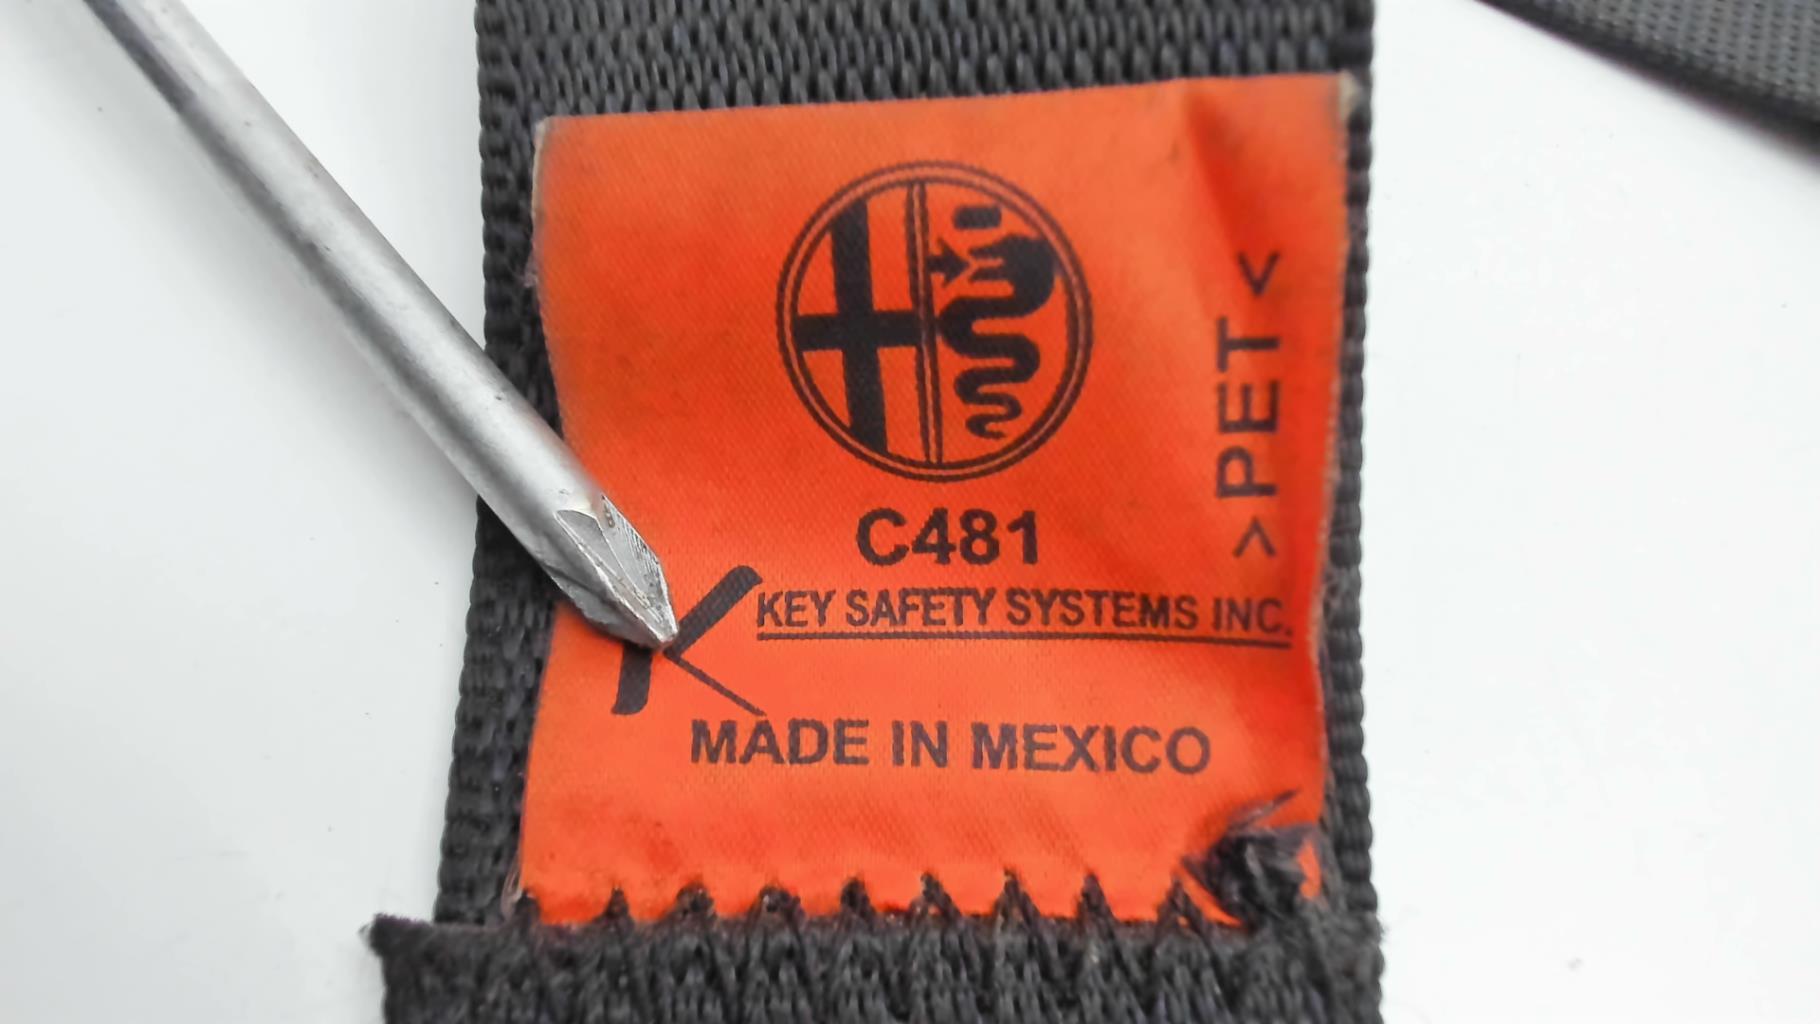 C481
KEY SAFETY SYSTEMS INC.
MADE IN MEXICO
>PET<